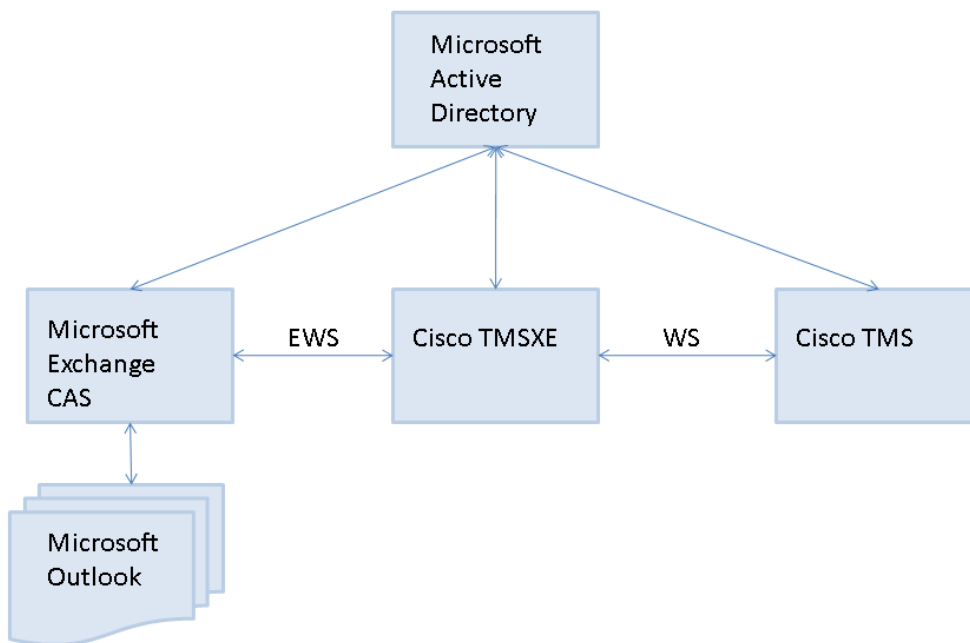 Microsoft
Active
Directory
Microsoft
Exchange
CAS
EWS
Cisco TMSXE
WS
Cisco TMS
Microsoft
Outlook